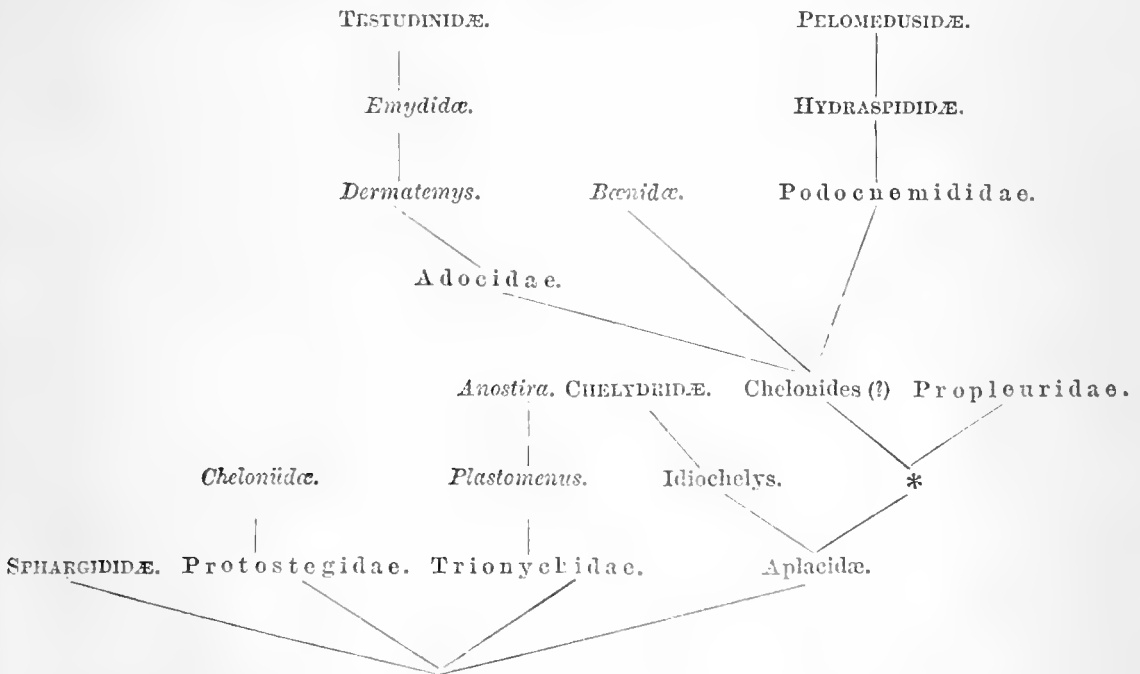 TESTUDINIDÆ. PELOMEDUSIDÆ.
Emydidæ. HYDRASPIDIDÆ.
Dermatemys. Bænidæ. Podocnemididae.
Adocidae.
Anostira. CHELYDRIDÆ. Chelonides (?) Propleuridae.
Cheloniidæ. Plastomenus. Idiochelys. *
SPHARGIDIDÆ. Protostegidae. Trionychidae. Aplacidæ.